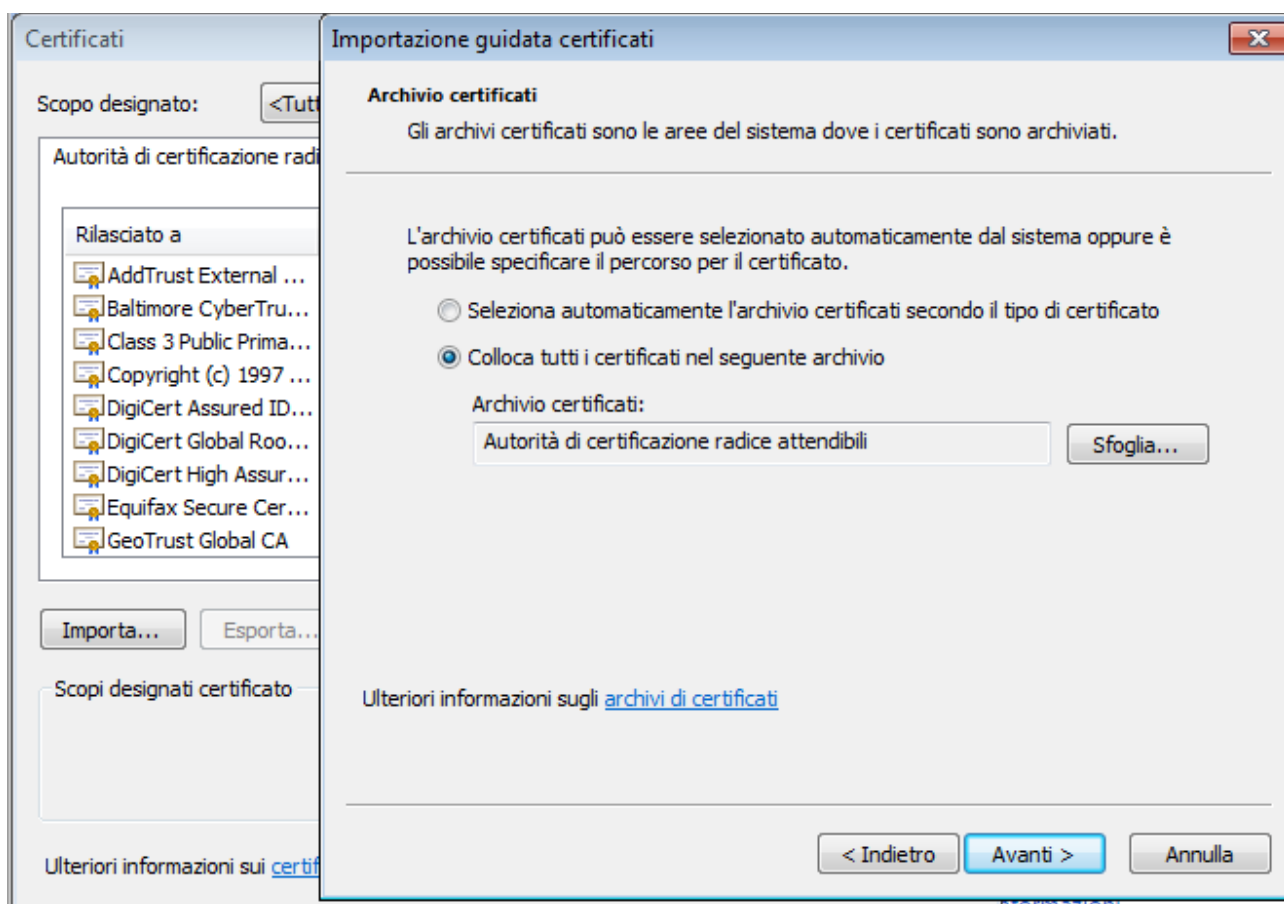 Certificati
Scopo designato: <Tutt
Autorità di certificazione radi
Rilasciato a
AddTrust External ...
Baltimore CyberTru...
Class 3 Public Prima...
Copyright (c) 1997 ...
DigiCert Assured ID...
DigiCert Global Roo...
DigiCert High Assur...
Equifax Secure Cer...
GeoTrust Global CA
Importa... Esporta...
Scopi designati certificato
Ulteriori informazioni sui certif
Importazione guidata certificati
Archivio certificati
Gli archivi certificati sono le aree del sistema dove i certificati sono archiviati.
L'archivio certificati può essere selezionato automaticamente dal sistema oppure è
possibile specificare il percorso per il certificato.
Seleziona automaticamente l'archivio certificati secondo il tipo di certificato
Colloca tutti i certificati nel seguente archivio
Archivio certificati:
Autorità di certificazione radice attendibili Sfoglia...
Ulteriori informazioni sugli archivi di certificati
< Indietro Avanti > Annulla